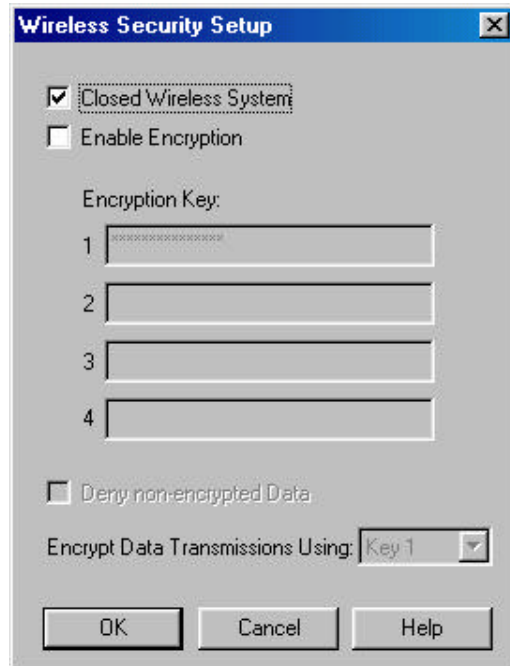 Wireless Security Setup
Closed Wireless System
Enable Encryption
Encryption Key:
1 ***************
2
3
4
Deny non-encrypted Data
Encrypt Data Transmissions Using: Key 1
OK Cancel Help